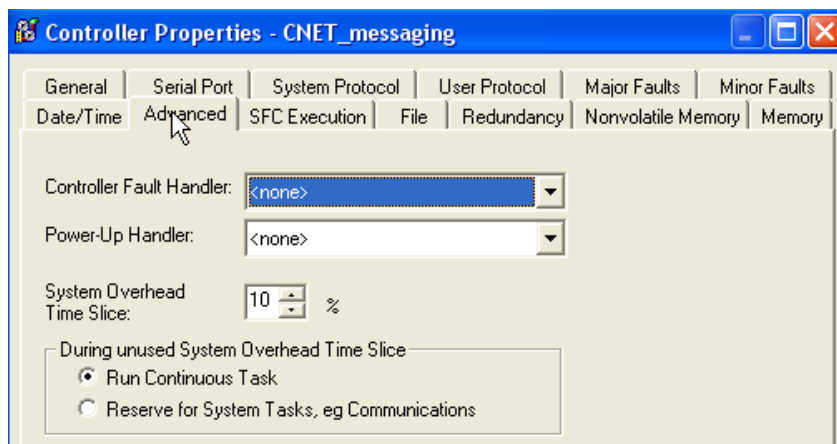 Controller Properties - CNET_messaging
General Serial Port System Protocol User Protocol Major Faults Minor Faults
Date/Time Advanced SFC Execution File Redundancy Nonvolatile Memory Memory
Controller Fault Handler: <none>
Power-Up Handler: <none>
System Overhead
Time Slice: 10 %
During unused System Overhead Time Slice
Run Continuous Task
Reserve for System Tasks, eg Communications